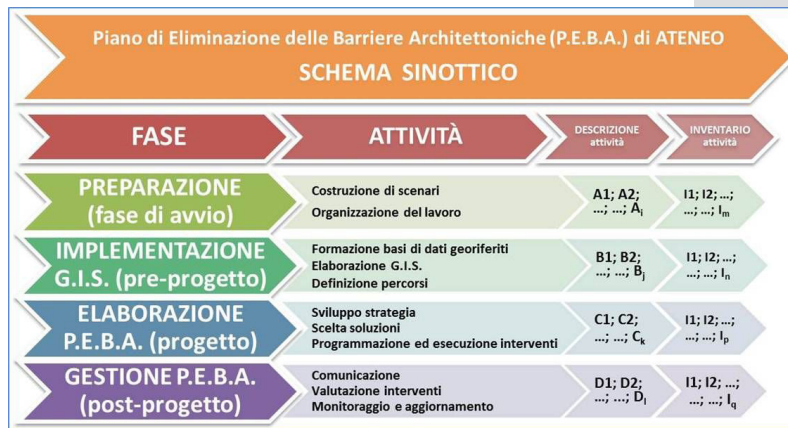 Piano di Eliminazione delle Barriere Architettoniche (P.E.B.A.) di ATENEO
SCHEMA SINOTTICO
FASE
ATTIVITÀ
DESCRIZIONE
attività
INVENTARIO
attività
PREPARAZIONE
(fase di avvio)
Costruzione di scenari
Organizzazione del lavoro
A1; A2;
...; ...; Ai
I1; I2; ...;
...; ...; Im
IMPLEMENTAZIONE
G.I.S. (pre-progetto)
Formazione basi di dati georiferiti
Elaborazione G.I.S.
Definizione percorsi
B1; B2;
...; ...; Bj
I1; I2; ...;
...; ...; In
ELABORAZIONE
P.E.B.A. (progetto)
Sviluppo strategia
Scelta soluzioni
Programmazione ed esecuzione interventi
C1; C2;
...; ...; Ck
I1; I2; ...;
...; ...; Ip
GESTIONE P.E.B.A.
(post-progetto)
Comunicazione
Valutazione interventi
Monitoraggio e aggiornamento
D1; D2;
...; ...; Dl
I1; I2; ...;
...; ...; Iq